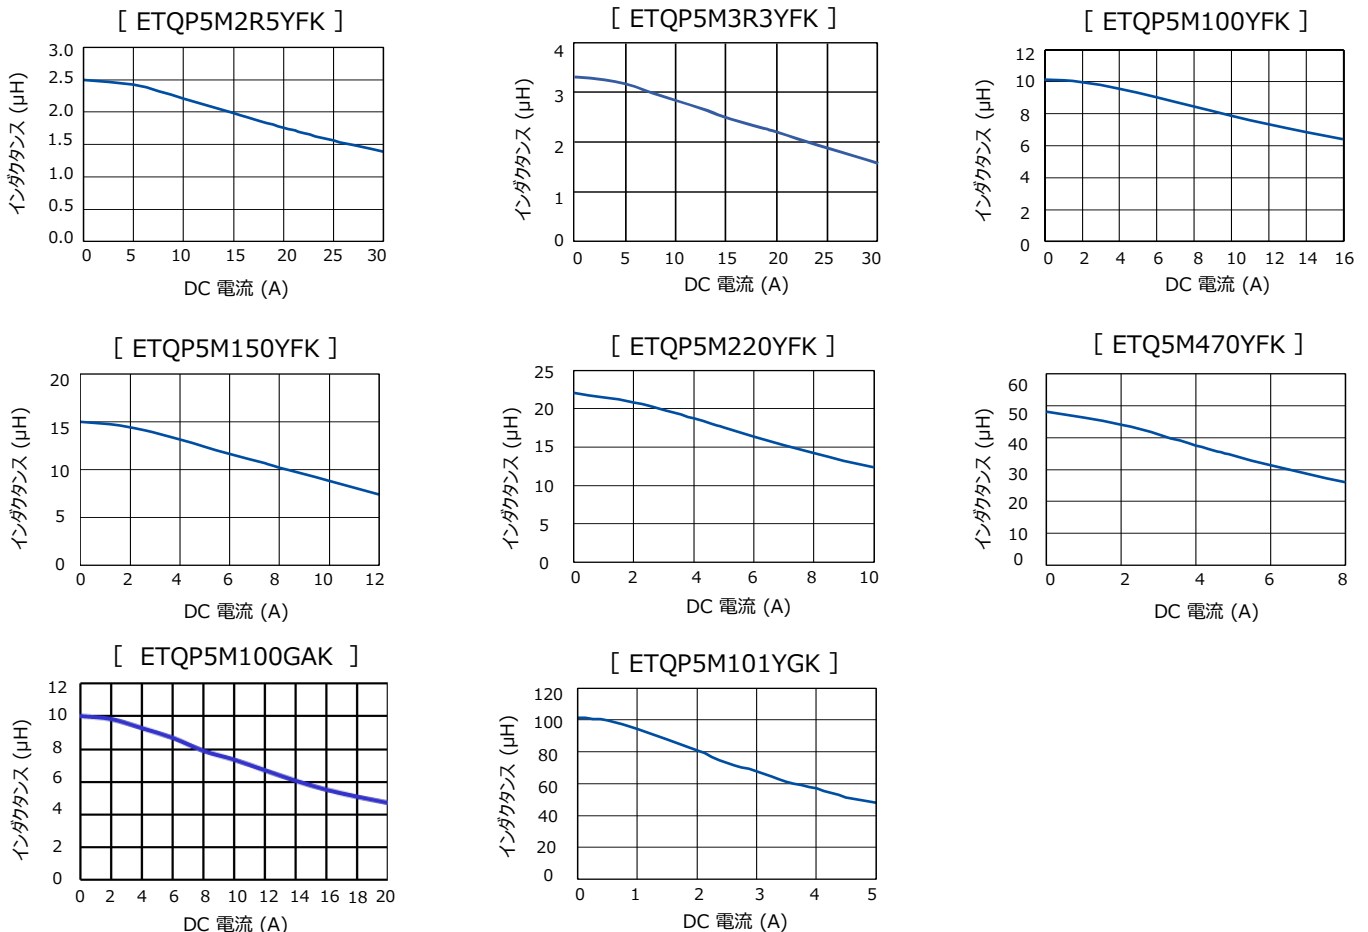 [ ETQP5M2R5YFK ]
3.0
2.5
2.0
1.5
1.0
0.5
0.0
インダクタンス (μH)
0 5 10 15 20 25 30
DC 電流 (A)
[ ETQP5M3R3YFK ]
4
3
2
1
0
インダクタンス (μH)
0 5 10 15 20 25 30
DC 電流 (A)
[ ETQP5M100YFK ]
12
10
8
6
4
2
0
インダクタンス (μH)
0 2 4 6 8 10 12 14 16
DC 電流 (A)
[ ETQP5M150YFK ]
20
15
10
5
0
インダクタンス (μH)
0 2 4 6 8 10 12
DC 電流 (A)
[ ETQP5M220YFK ]
25
20
15
10
5
0
インダクタンス (μH)
0 2 4 6 8 10
DC 電流 (A)
[ ETQ5M470YFK ]
60
50
40
30
20
10
0
インダクタンス (μH)
0 2 4 6 8
DC 電流 (A)
[ ETQP5M100GAK ]
12
10
8
6
4
2
0
インダクタンス (μH)
0 2 4 6 8 10 12 14 16 18 20
DC 電流 (A)
[ ETQP5M101YGK ]
120
100
80
60
40
20
0
インダクタンス (μH)
0 1 2 3 4 5
DC 電流 (A)